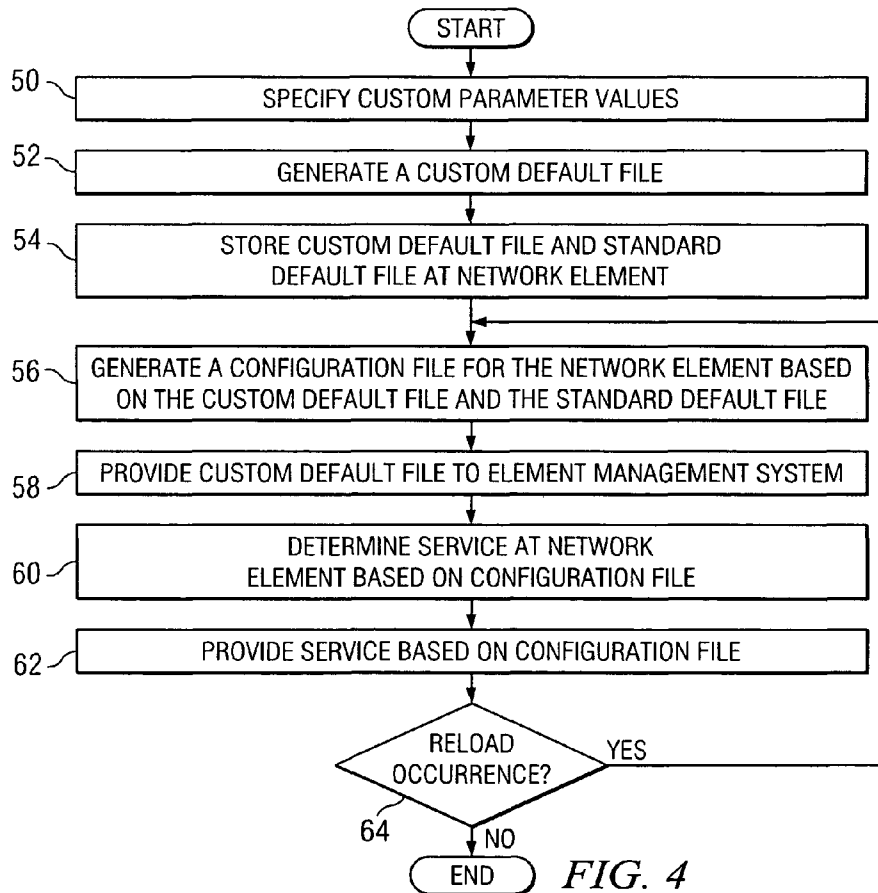 START
50
SPECIFY CUSTOM PARAMETER VALUES
52
GENERATE A CUSTOM DEFAULT FILE
54
STORE CUSTOM DEFAULT FILE AND STANDARD
DEFAULT FILE AT NETWORK ELEMENT
56
GENERATE A CONFIGURATION FILE FOR THE NETWORK ELEMENT BASED
ON THE CUSTOM DEFAULT FILE AND THE STANDARD DEFAULT FILE
58
PROVIDE CUSTOM DEFAULT FILE TO ELEMENT MANAGEMENT SYSTEM
60
DETERMINE SERVICE AT NETWORK
ELEMENT BASED ON CONFIGURATION FILE
62
PROVIDE SERVICE BASED ON CONFIGURATION FILE
RELOAD
OCCURRENCE?
YES
64
NO
END
FIG. 4